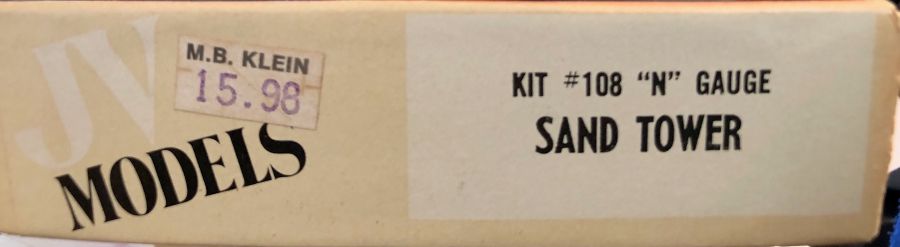 JV
MODELS
M.B. KLEIN
15.98
KIT #108 "N" GAUGE
SAND TOWER